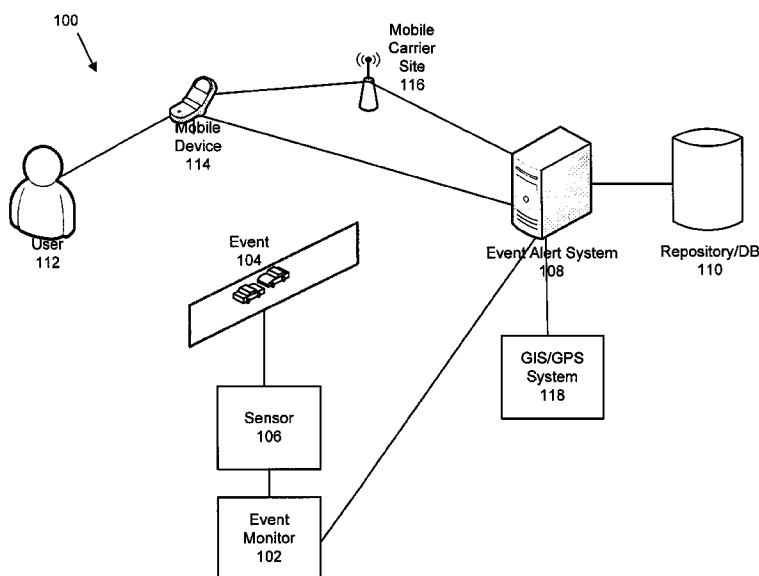 100
Mobile
Carrier
Site
116
Mobile
Device
114
User
112
Event
104
Event Alert System
108
Repository/DB
110
GIS/GPS
System
118
Sensor
106
Event
Monitor
102